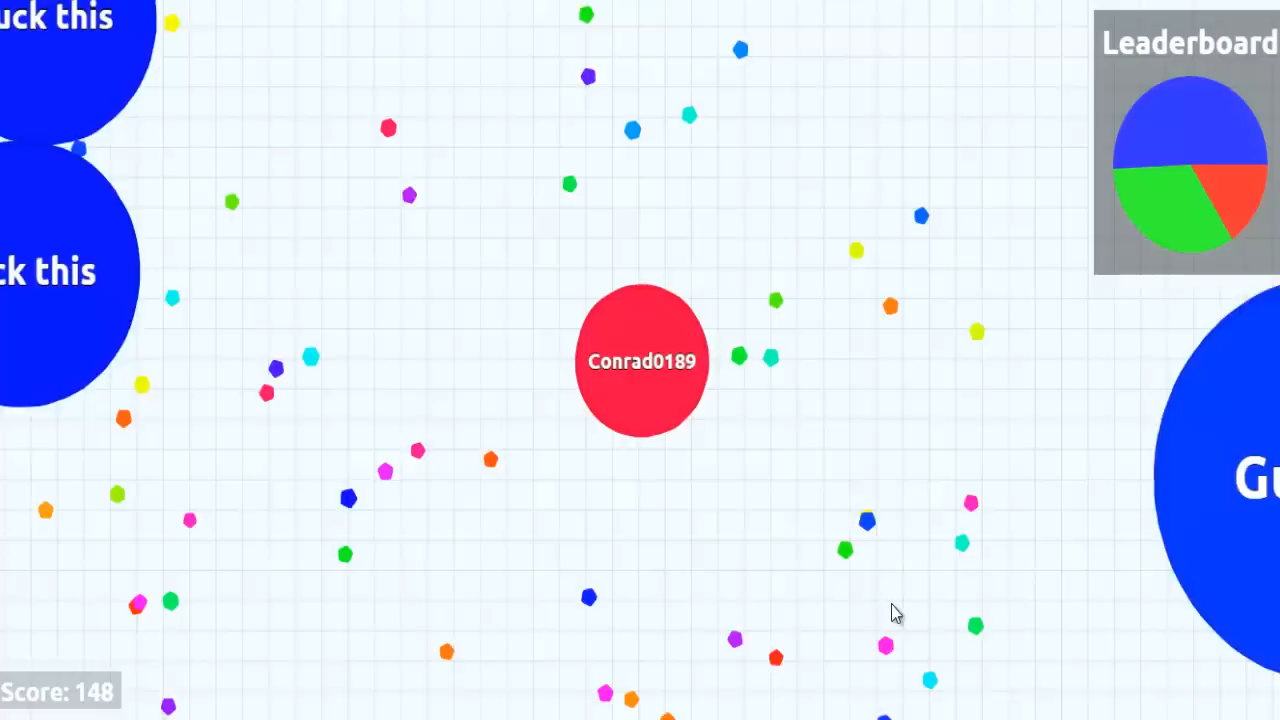 uck this
Leaderboard
ck this
Conrad0189
Gu
Score: 148